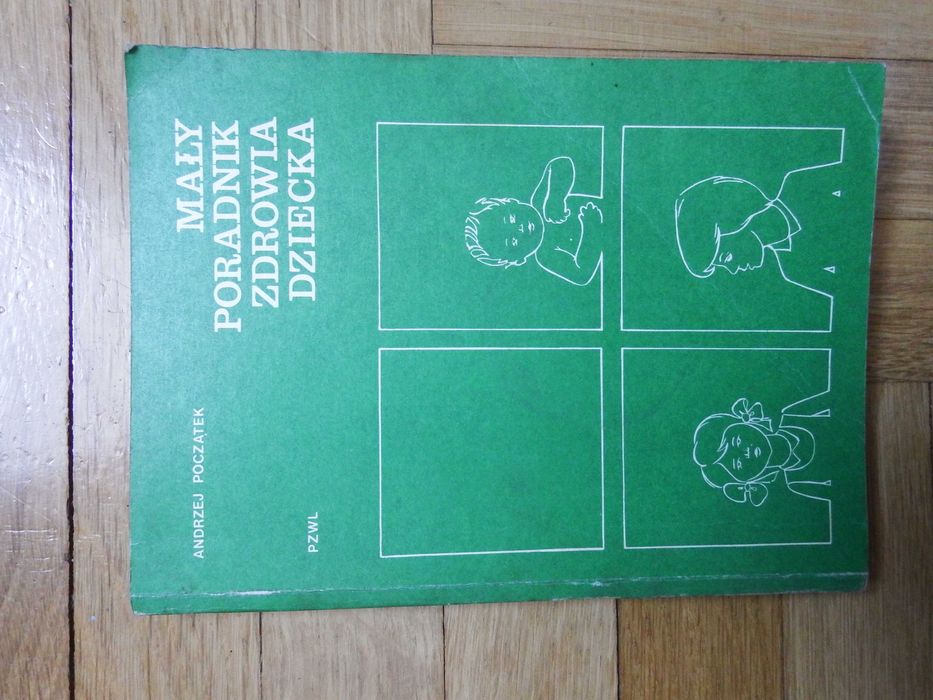 ANDRZEJ POCZĄTEK
MAŁY
PORADNIK
ZDROWIA
DZIECKA
PZWL